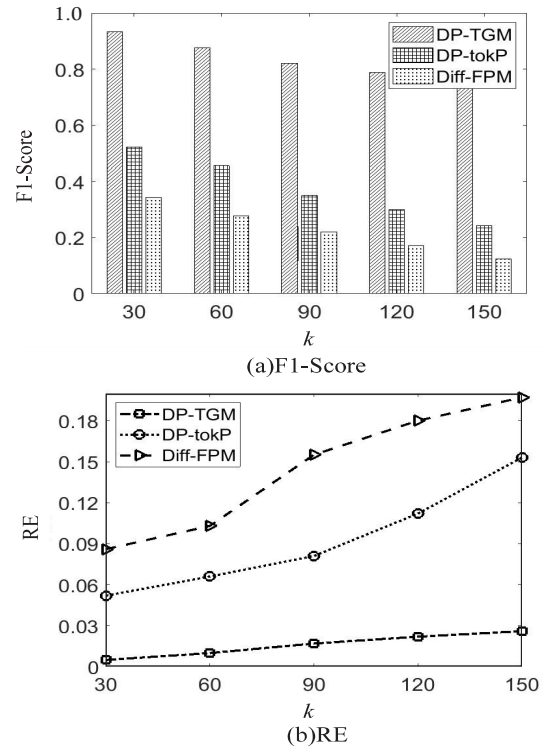 1.0
0.8
0.6
0.4
0.2
0
F1-Score
DP-TGM
DP-tokP
Diff-FPM
30 60 90 120 150
k
(a)F1-Score
0.18
0.15
0.12
0.09
0.06
0.03
0
RE
DP-TGM
DP-tokP
Diff-FPM
30 60 90 120 150
k
(b)RE